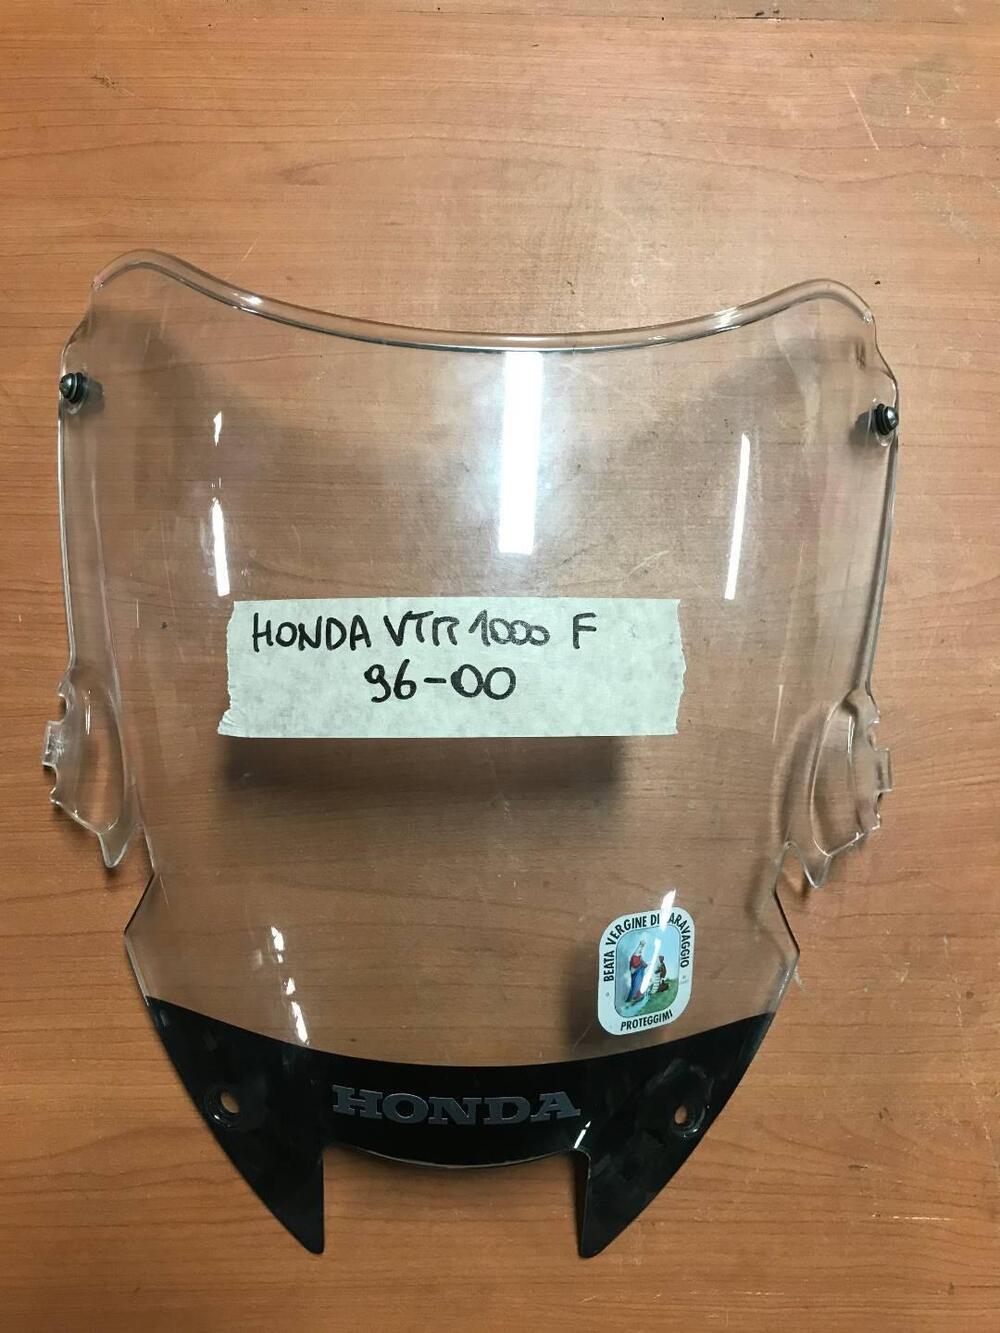 HONDA VTR 1000 F
96-00
BEATA VERGINE DI CARAVAGGIO
PROTEGGIMI
HONDA